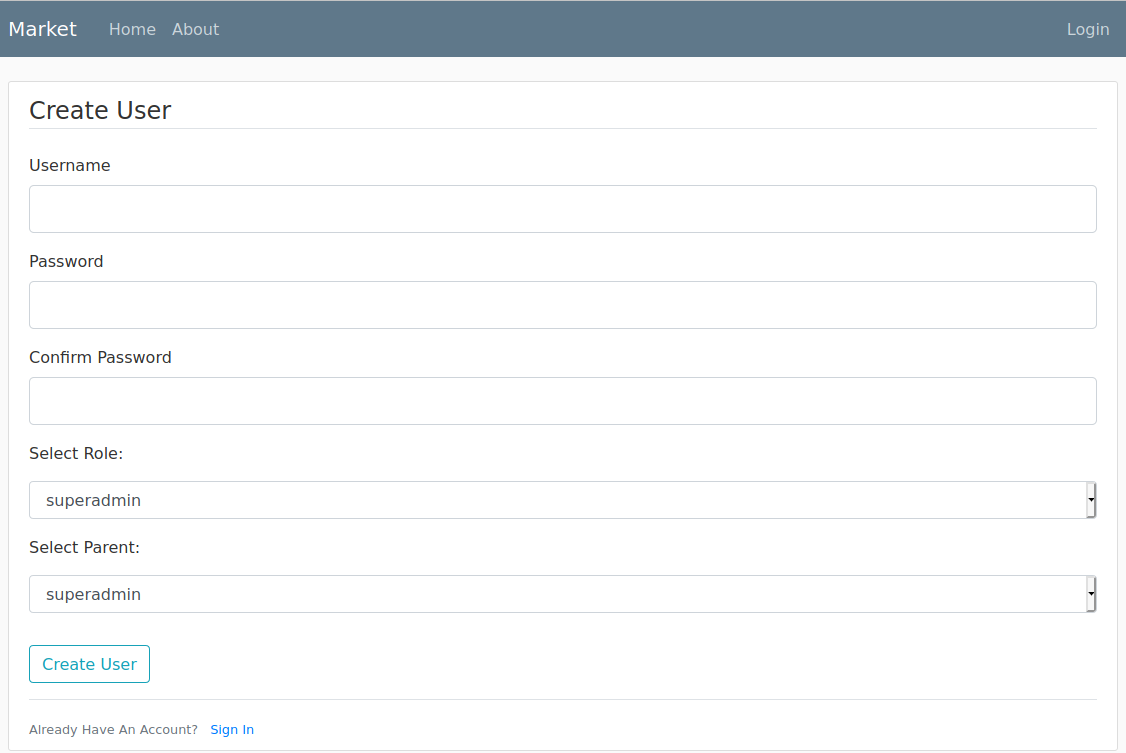 Market Home About Login
Create User
Username
Password
Confirm Password
Select Role:
superadmin
Select Parent:
superadmin
Create User
Already Have An Account? Sign In